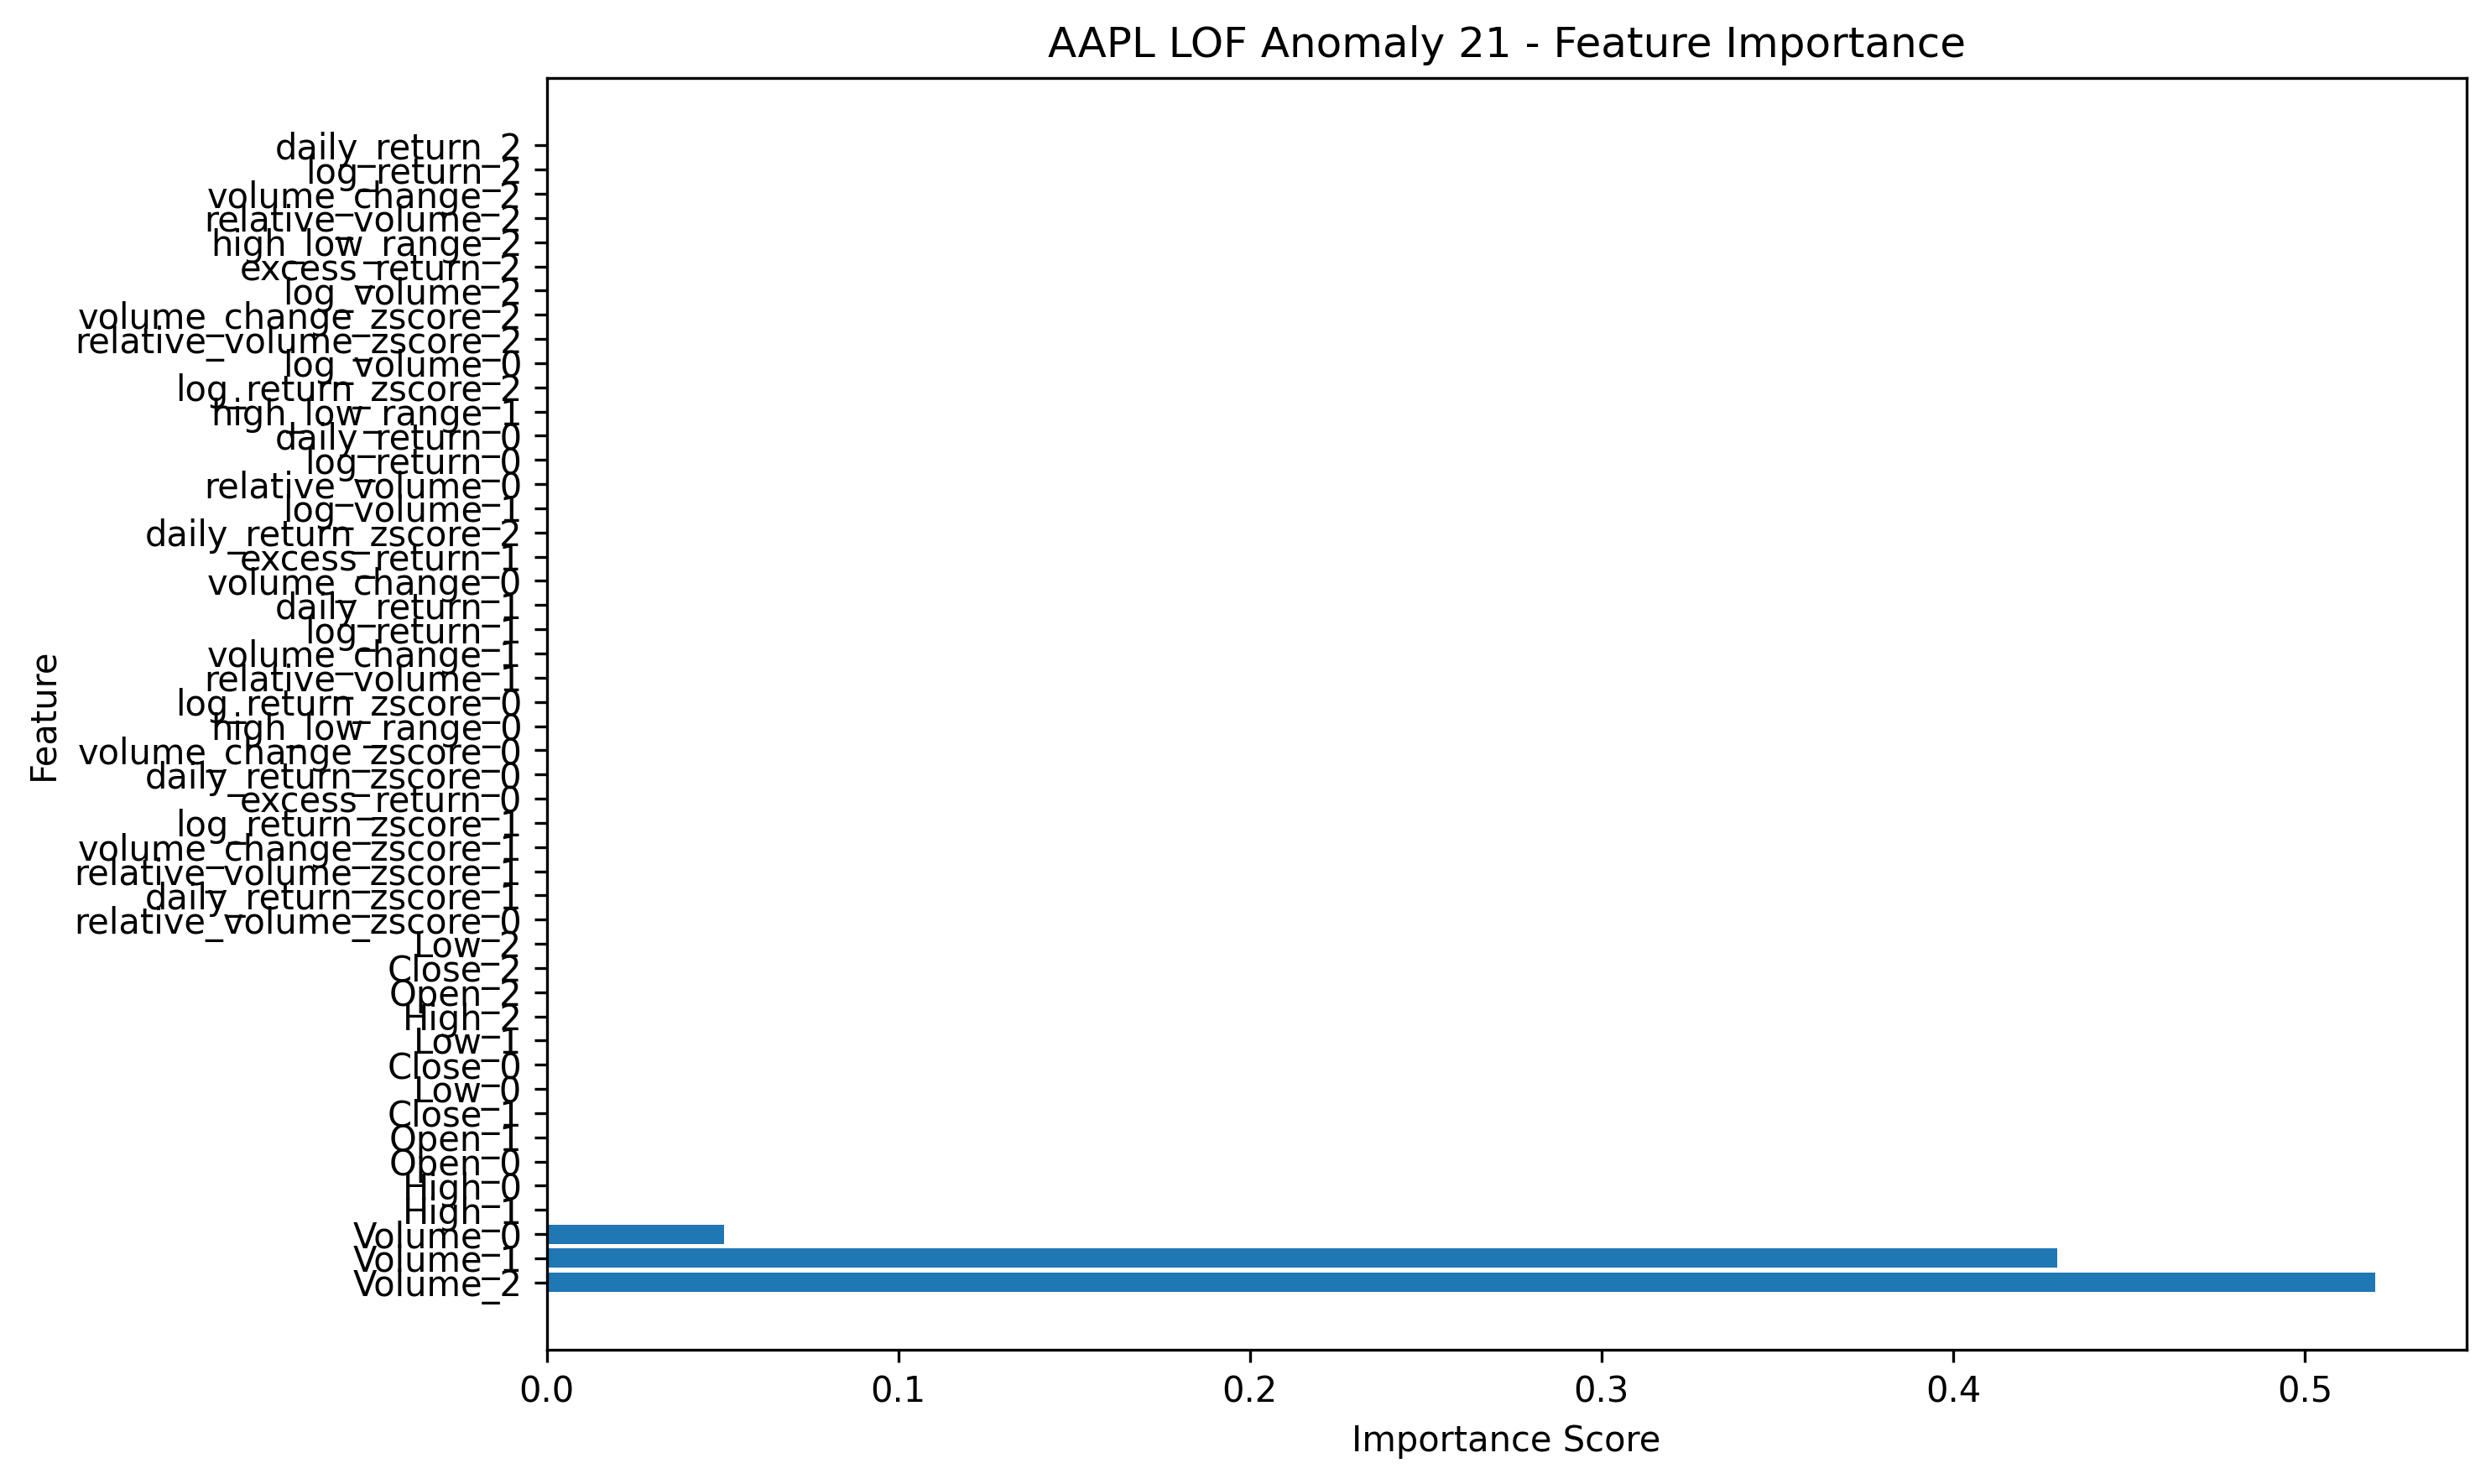 AAPL LOF Anomaly 21 - Feature Importance
daily_return_2
log_return_2
volume_change_2
relative_volume_2
high_low_range_2
excess_return_2
log_volume_2
volume_change_zscore_2
relative_volume_zscore_2
log_volume_0
log_return_zscore_2
high_low_range_1
daily_return_0
log_return_0
relative_volume_0
log_volume_1
daily_return_zscore_2
excess_return_1
volume_change_0
daily_return_1
log_return_1
volume_change_1
relative_volume_1
log_return_zscore_0
high_low_range_0
volume_change_zscore_0
daily_return_zscore_0
excess_return_0
log_return_zscore_1
volume_change_zscore_1
relative_volume_zscore_1
daily_return_zscore_1
relative_volume_zscore_0
Low_2
Close_2
Open_2
High_2
Low_1
Close_0
Low_0
Close_1
Open_1
Open_0
High_0
High_1
Volume_0
Volume_1
Volume_2
Feature
0.0 0.1 0.2 0.3 0.4 0.5
Importance Score